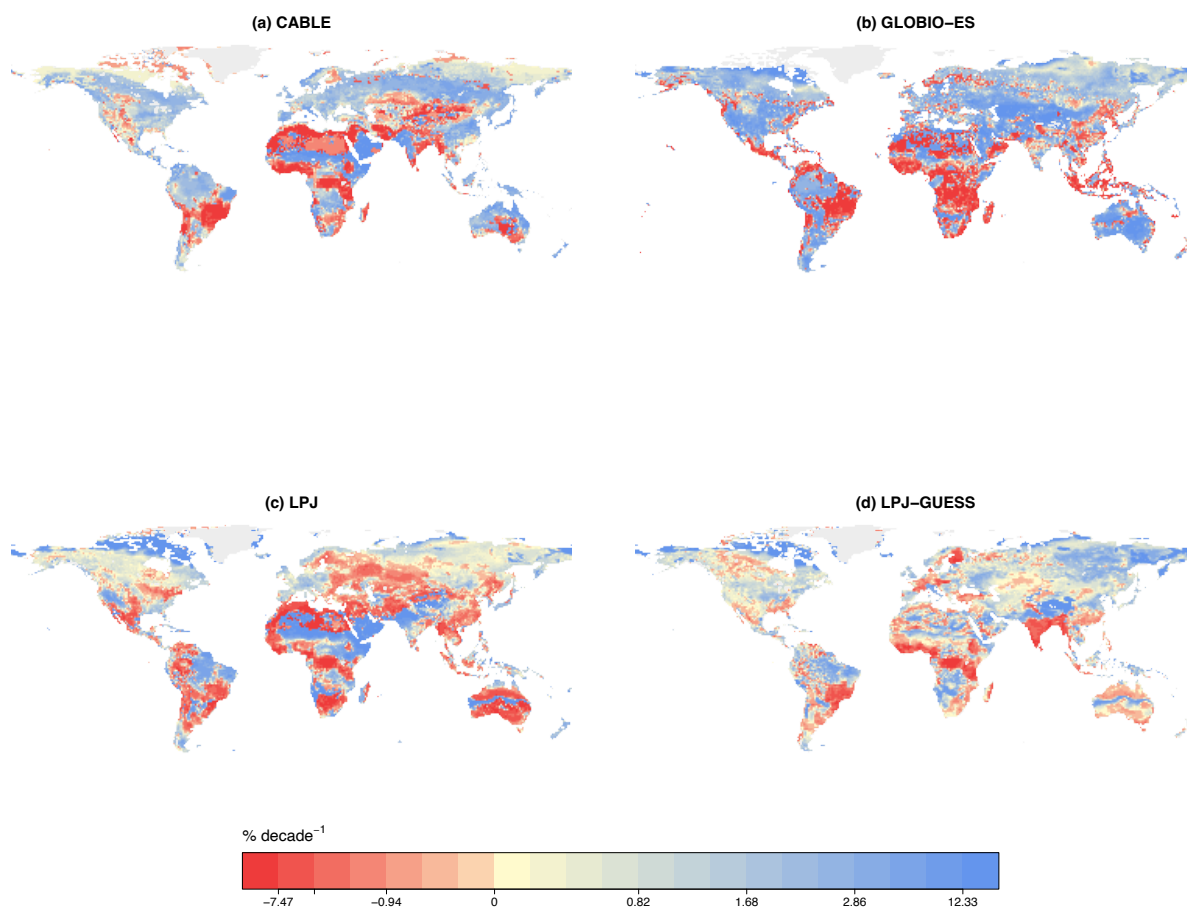 (a) CABLE
(b) GLOBIO−ES
(c) LPJ
(d) LPJ−GUESS
% decade−1
−7.47 −0.94 0 0.82 1.68 2.86 12.33